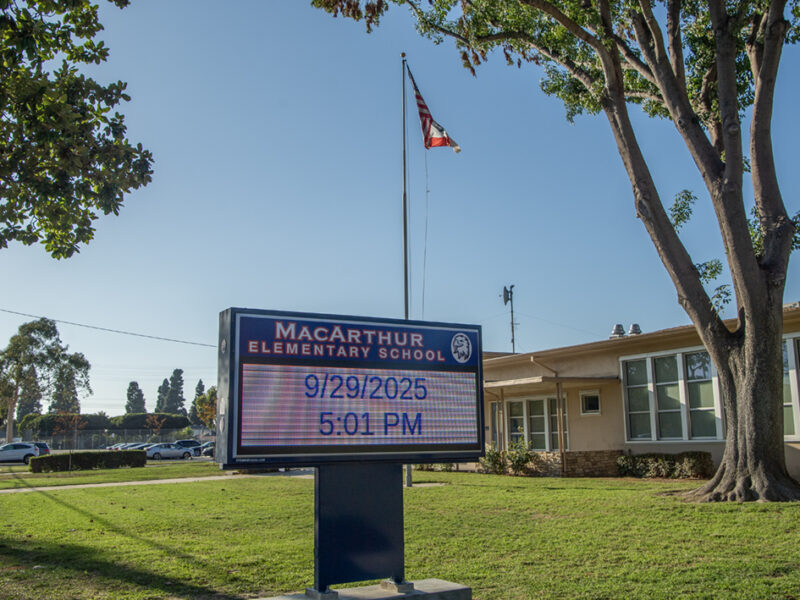 MACARTHUR
ELEMENTARY SCHOOL
9/29/2025
5:01 PM